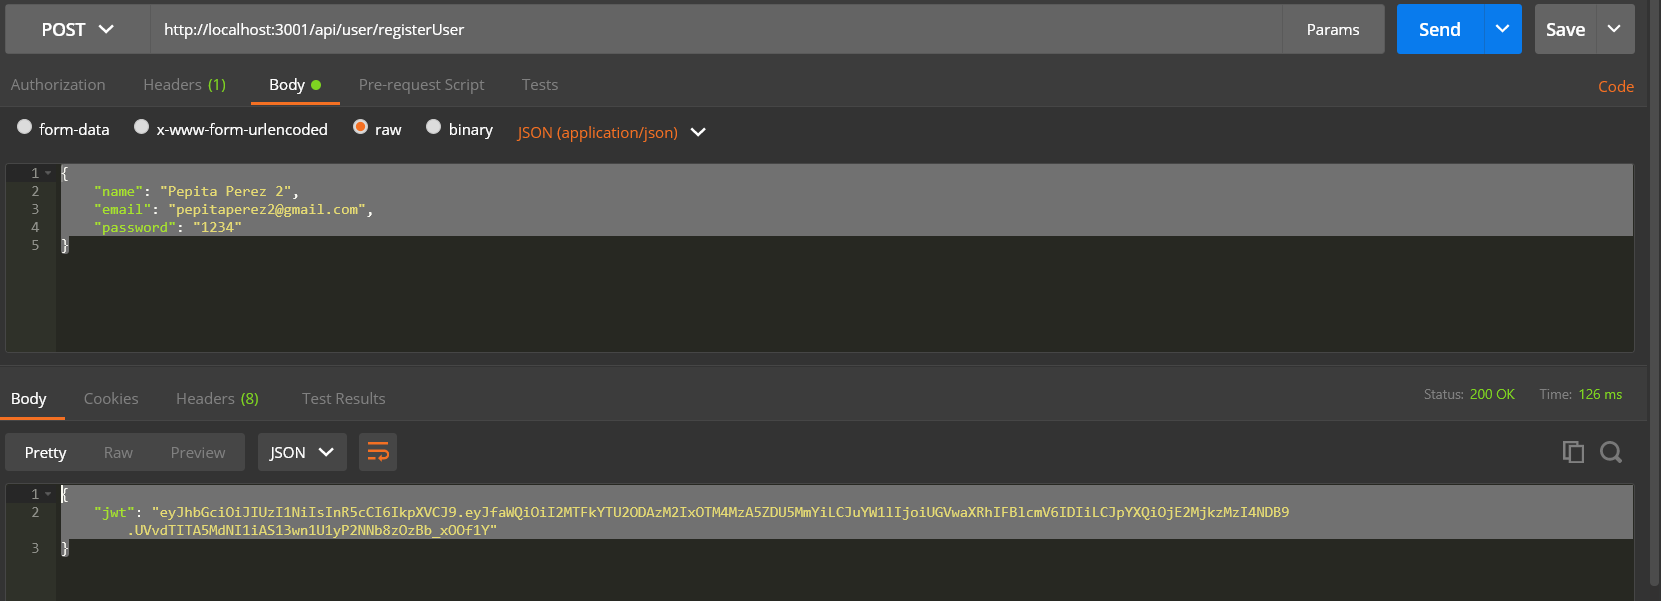 POST http://localhost:3001/api/user/registerUser Params Send Save
Authorization Headers (1) Body Pre-request Script Tests Code
form-data x-www-form-urlencoded raw binary JSON (application/json)
1 {
2 "name": "Pepita Perez 2",
3 "email": "pepitaperez2@gmail.com",
4 "password": "1234"
5 }
Body Cookies Headers (8) Test Results Status: 200 OK Time: 126 ms
Pretty Raw Preview JSON
1 {
2 "jwt": "eyJhbGciOiJIUzI1NiIsInR5cCI6IkpXVCJ9.eyJfaWQiOiI2MTFkYTU2ODAzM2IxOTM4MzA5ZDU5MmYiLCJuYW1lIjoiUGVwaXRhIFBlcmV6IDIiLCJpYXQiOjE2MjkzMzI4NDB9
.UVvdTITA5MdNI1iAS13wn1U1yP2NNb8zOzBb_xOOf1Y"
3 }